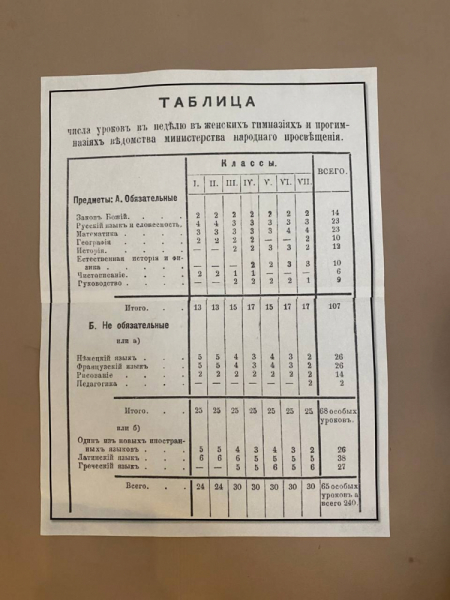 ТАБЛИЦА
числа уроковъ въ недѣлю въ женскихъ гимназіяхъ и прогим-
назіяхъ вѣдомства министерства народнаго просвѣщенія.
Классы.
I. II. III. IV. V. VI. VII. ВСЕГО.
Предметы: А. Обязательные
Законъ Божій. . . . 2 2 2 2 2 2 2 14
Русскій языкъ и словесность. 4 4 3 3 3 3 3 23
Математика . . . . 3 3 3 3 3 4 4 23
Географія . . . . 2 2 2 2 — — 2 10
Исторія. . . . . — — 2 2 3 3 2 12
Естественная исторія и фи-
зика . . . . . — — — 2 2 3 3 10
Чистописаніе. . . . 2 2 1 1 — — — 6
Рукодѣльство . . . . — — 2 2 2 2 1 9
Итого. . . 13 13 15 17 15 17 17 107
Б. Не обязательные
или а)
Нѣмецкій языкъ . . . 5 5 4 3 4 3 2 26
Французскій языкъ . . 5 5 4 3 4 3 2 26
Рисованіе . . . . 2 2 2 2 2 2 2 14
Педагогика . . . . — — — — — — 2 2
Итого. . . 25 25 25 25 25 25 25 68 особых
уроковъ.
или б)
Одинъ изъ новыхъ иностран-
ныхъ языковъ . . . 5 5 4 3 4 3 2 26
Латинскій языкъ . . . 6 6 6 5 5 5 5 38
Греческій языкъ. . . — — 5 5 6 5 6 27
Всего. . . 24 24 30 30 30 30 30 65 особых
уроковъ а
всего 240.